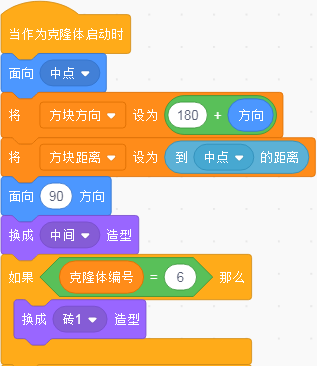 当作为克隆体启动时
面向 中点
将 方块方向 设为 180 + 方向
将 方块距离 设为 到 中点 的距离
面向 90 方向
换成 中间 造型
如果 克隆体编号 = 6 那么
换成 砖1 造型